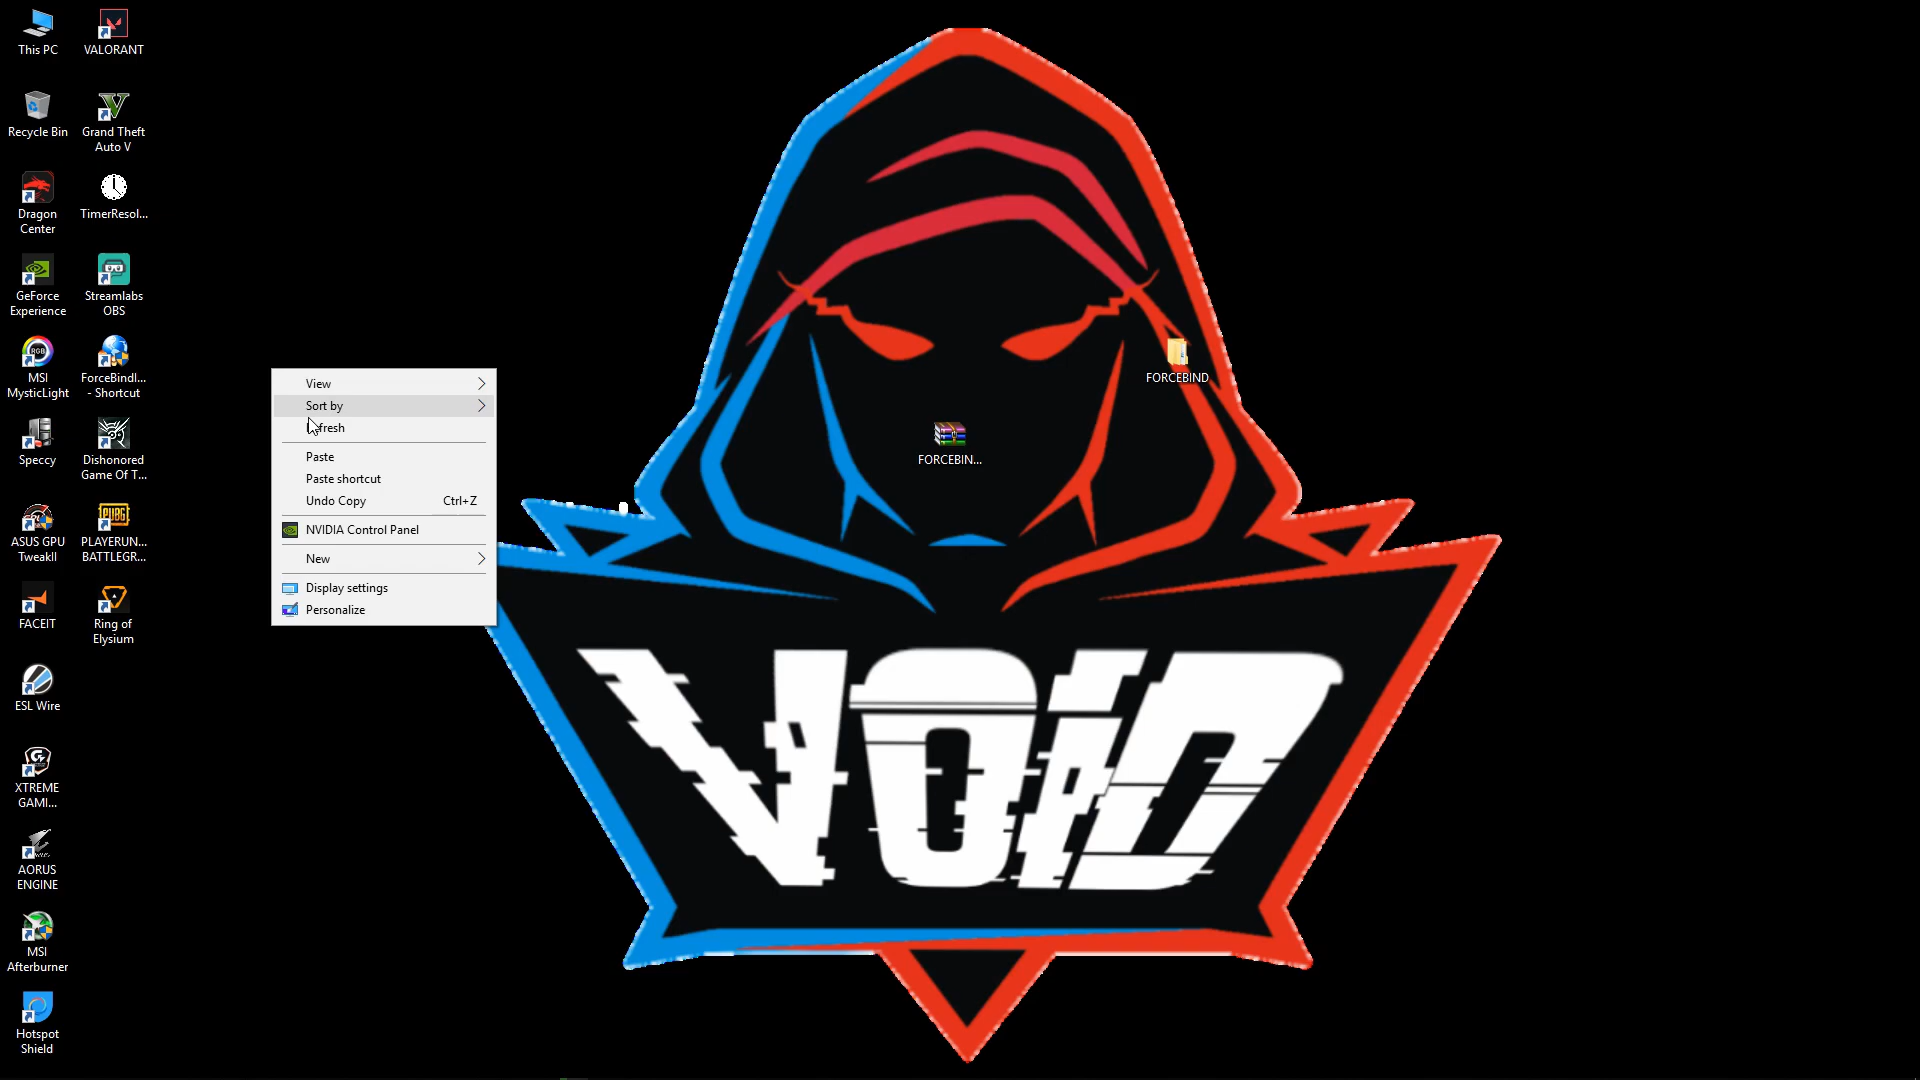 This PC
VALORANT
Recycle Bin
Grand Theft
Auto V
Dragon
Center
TimerResol...
GeForce
Experience
Streamlabs
OBS
MSI
MysticLight
ForceBindI...
- Shortcut
Speccy
Dishonored
Game Of T...
ASUS GPU
TweakII
PLAYERUN...
BATTLEGR...
FACEIT
Ring of
Elysium
ESL Wire
XTREME
GAMI...
AORUS
ENGINE
MSI
Afterburner
Hotspot
Shield
View
Sort by
Paste
Paste shortcut
Undo Copy Ctrl+Z
NVIDIA Control Panel
New
Display settings
Personalize
FORCEBIND
FORCEBIN...
VOID